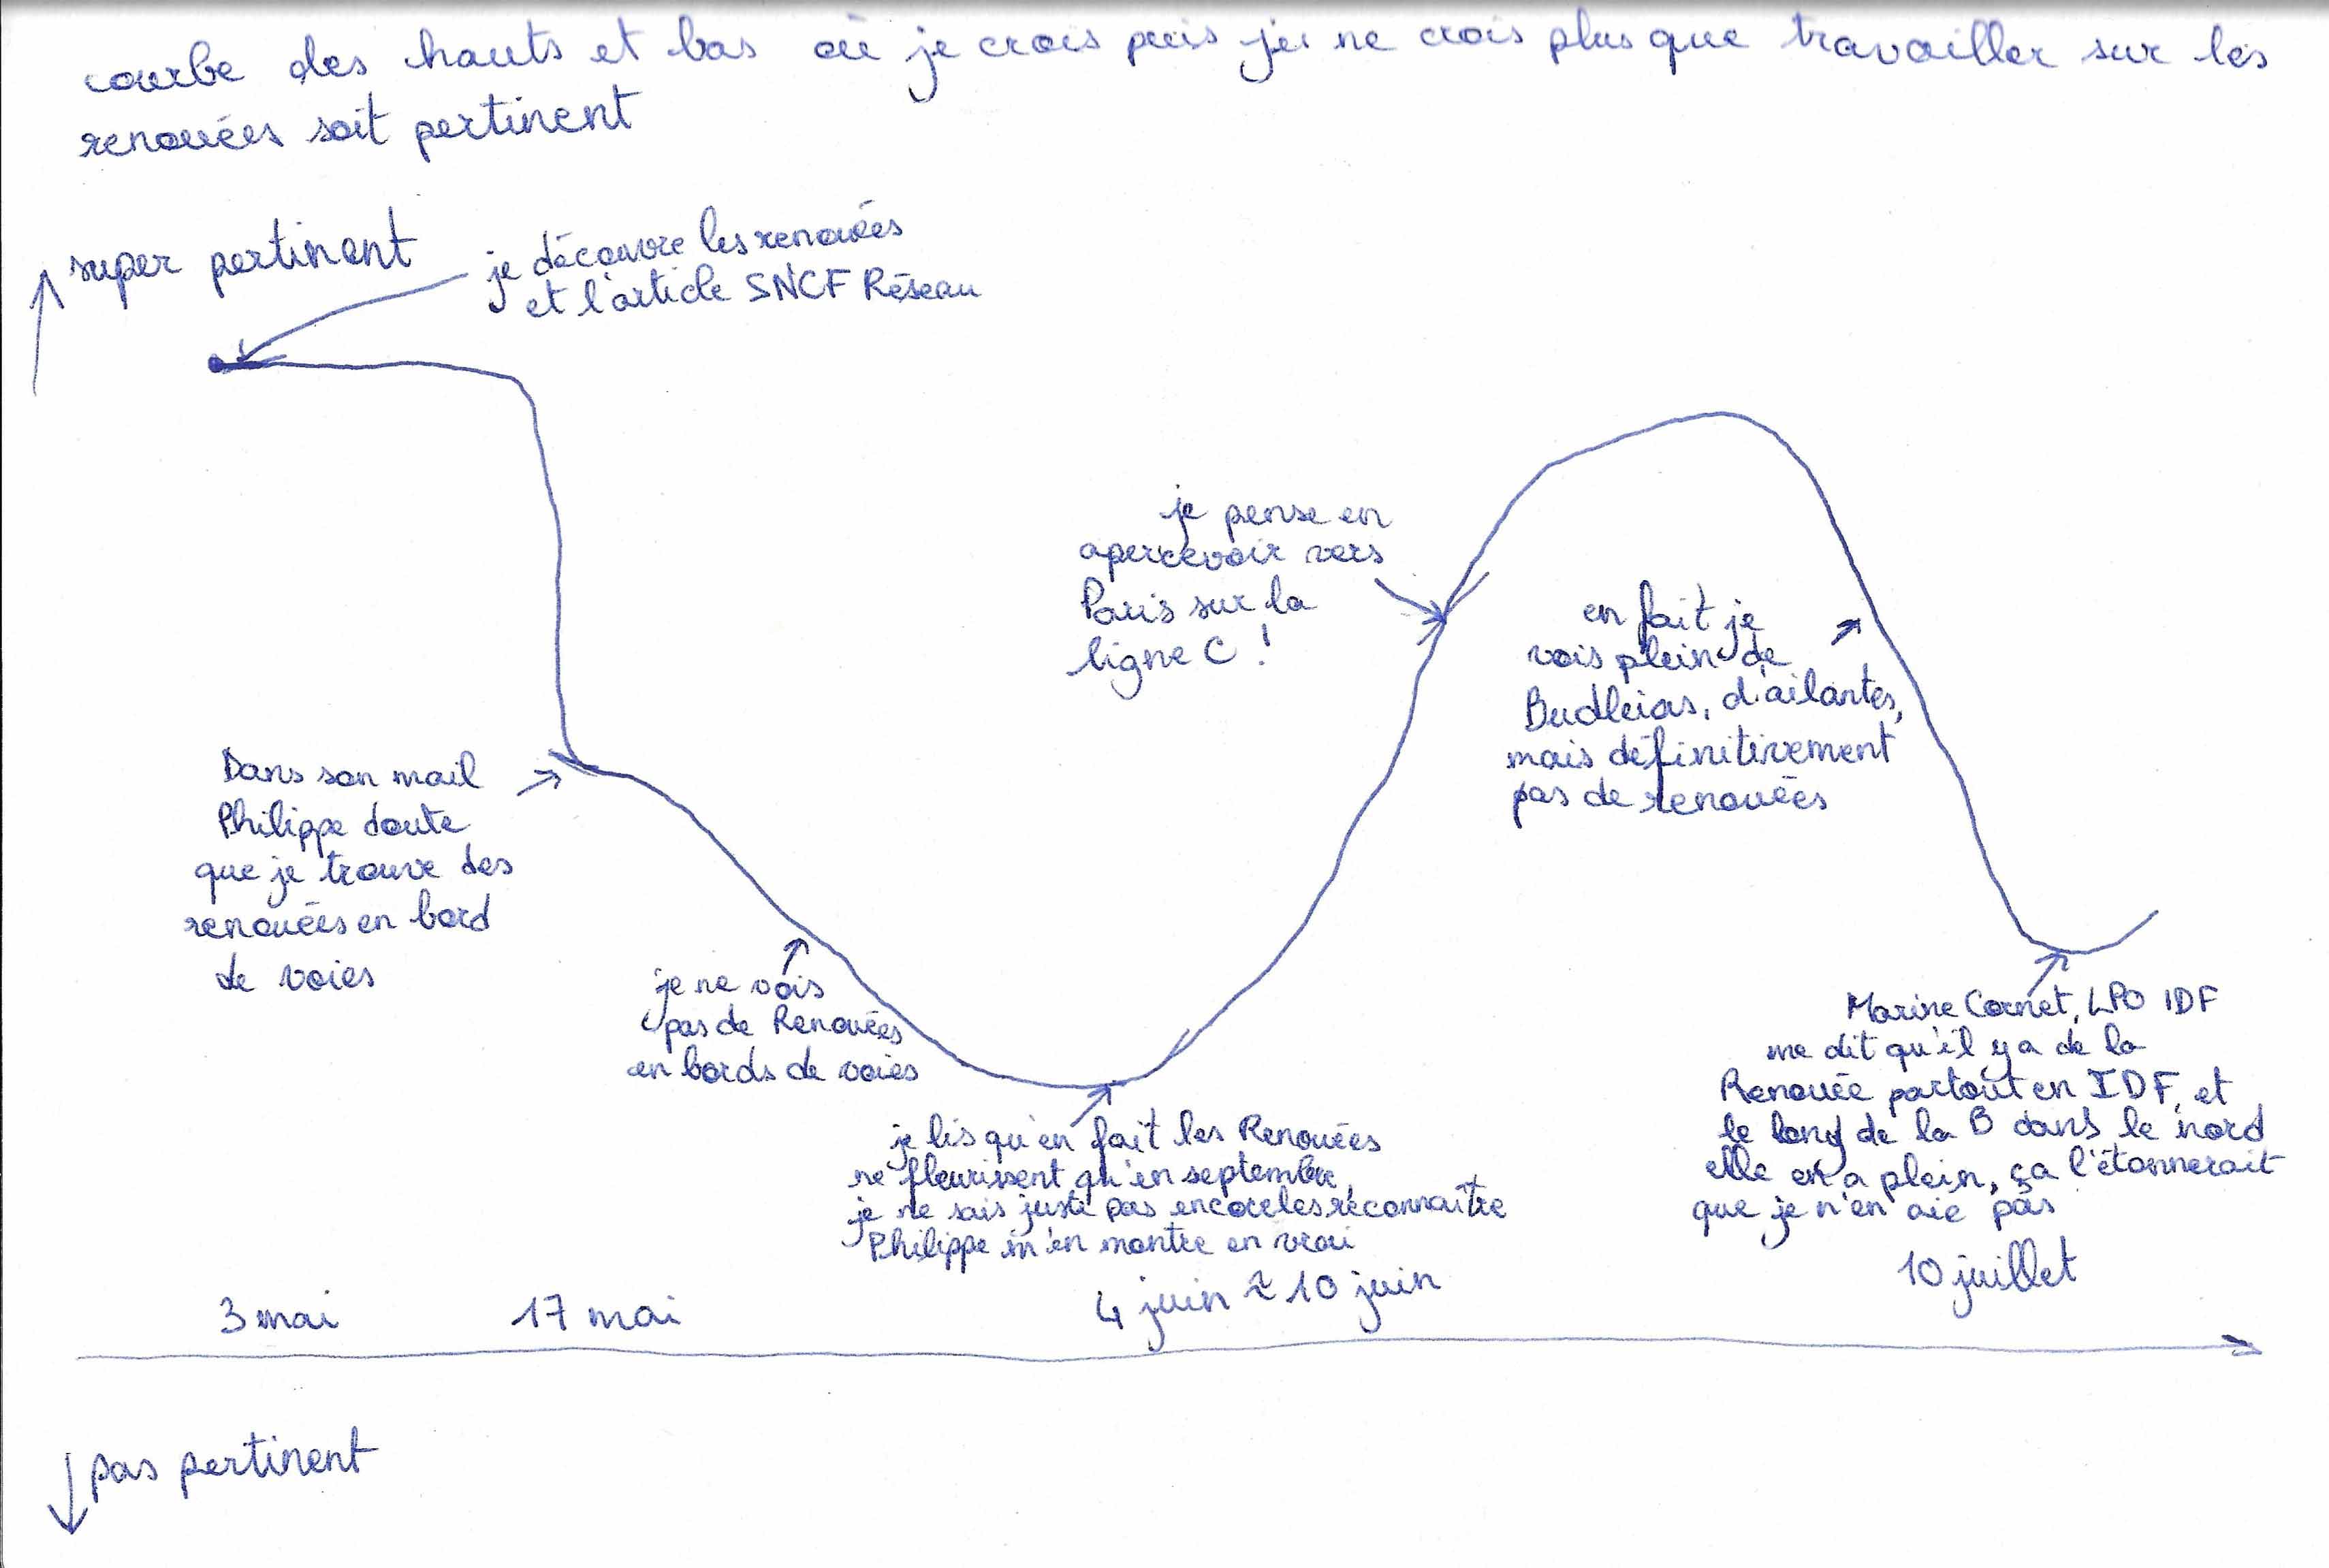 courbe des hauts et bas où je crois puis je ne crois plus que travailler sur les
renouées soit pertinent
super pertinent
je découvre les renouées
et l'article SNCF Réseau
je pense en
apercevoir vers
Paris sur la
ligne C !
en fait je
vois plein de
Budleias, d'ailantes,
mais définitivement
pas de renouées
Dans son mail
Philippe doute
que je trouve des
renouées en bord
de voies
je ne vois
pas de Renouées
en bords de voies
je lis qu'en fait les Renouées
ne fleurissent qu'en septembre,
je ne sais juste pas encore les reconnaître
Philippe m'en montre en vrai
Marine Cornet, LPO IDF
me dit qu'il y a de la
Renouée partout en IDF, et
le long de la B dans le nord
elle en a plein, ça l'étonnerait
que je n'en aie pas
3 mai
17 mai
4 juin ~ 10 juin
10 juillet
pas pertinent